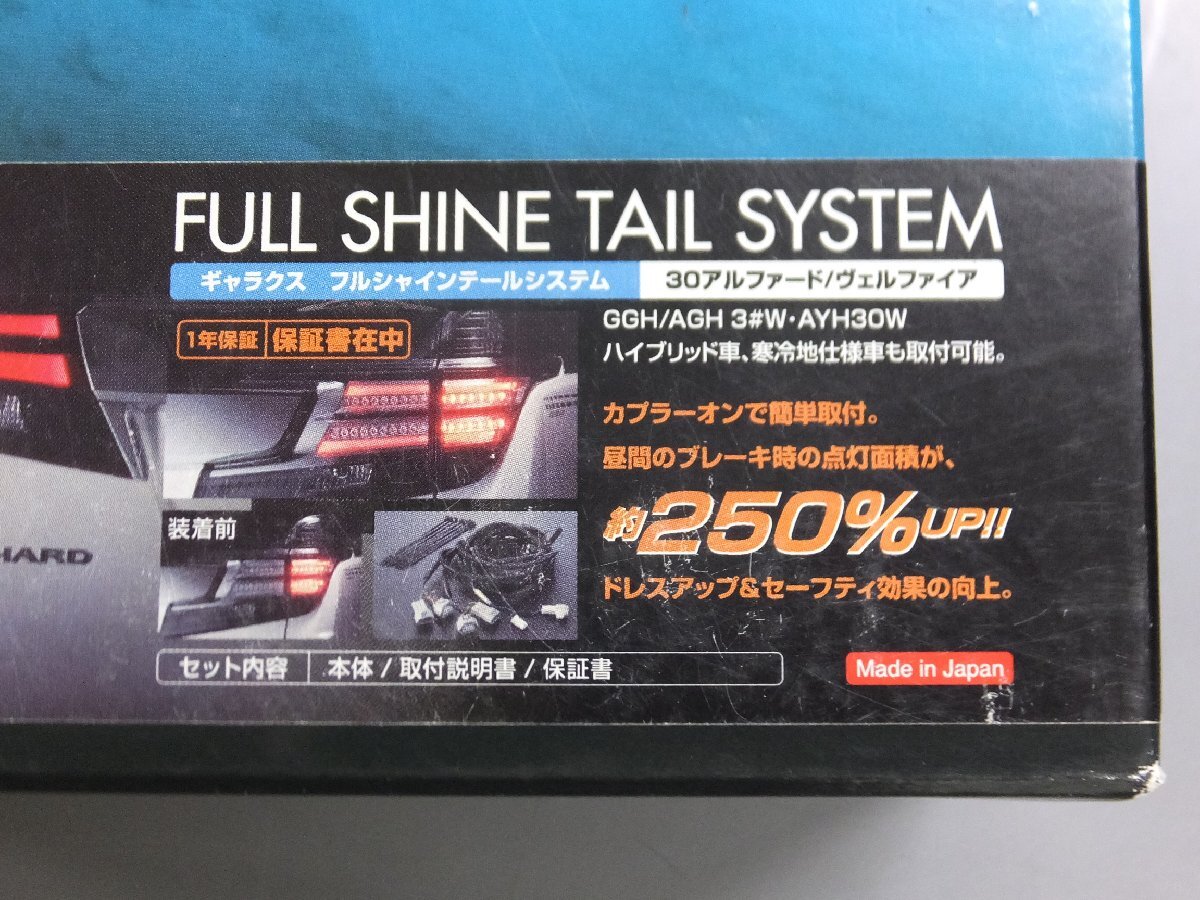 FULL SHINE TAIL SYSTEM
ギャラクス フルシャインテールシステム
30アルファード/ヴェルファイア
1年保証 保証書在中
GGH/AGH 3#W・AYH30W
ハイブリッド車、寒冷地仕様車も取付可能。
カプラーオンで簡単取付。
昼間のブレーキ時の点灯面積が、
約250%UP!!
ドレスアップ&セーフティ効果の向上。
装着前
HARD
セット内容 本体 / 取付説明書 / 保証書
Made in Japan